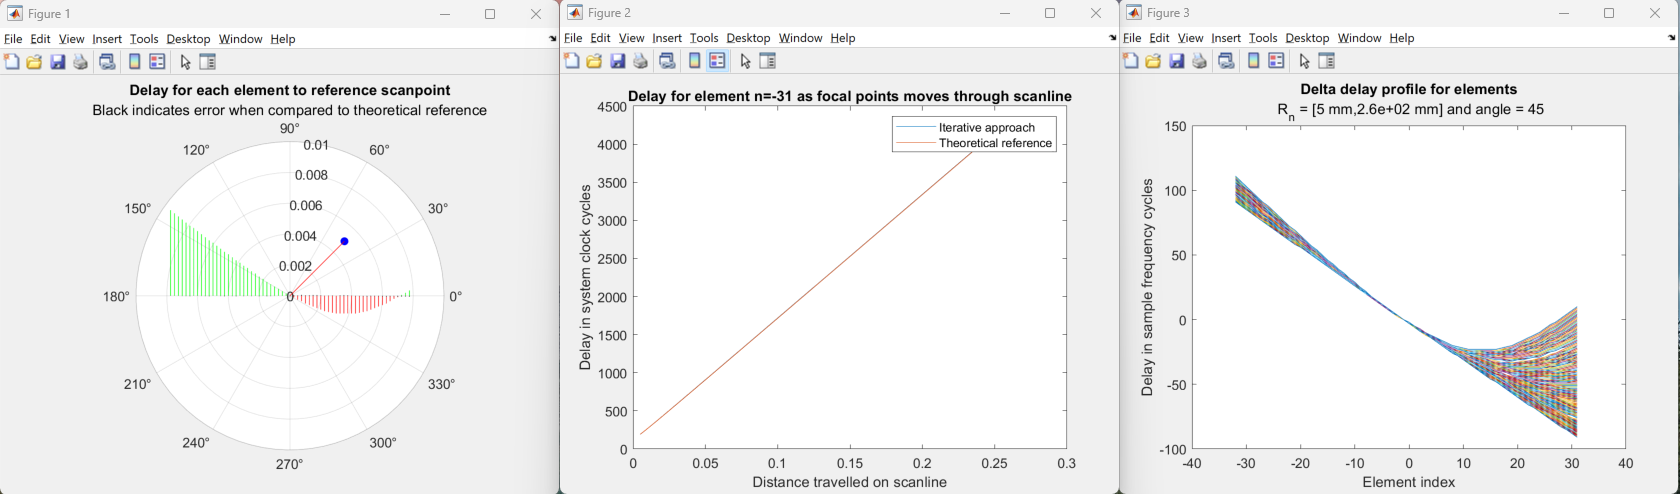 Figure 1
File Edit View Insert Tools Desktop Window Help
Delay for each element to reference scanpoint
Black indicates error when compared to theoretical reference
90°
120°
0.01
60°
0.008
150°
0.006
30°
0.004
0.002
180°
0
0°
210°
330°
240°
300°
270°
Figure 2
File Edit View Insert Tools Desktop Window Help
Delay for element n=-31 as focal points moves through scanline
Iterative approach
Theoretical reference
Delay in system clock cycles
4500
4000
3500
3000
2500
2000
1500
1000
500
0
0 0.05 0.1 0.15 0.2 0.25 0.3
Distance travelled on scanline
Figure 3
File Edit View Insert Tools Desktop Window Help
Delta delay profile for elements
Rn = [5 mm,2.6e+02 mm] and angle = 45
Delay in sample frequency cycles
150
100
50
0
-50
-100
-40 -30 -20 -10 0 10 20 30 40
Element index